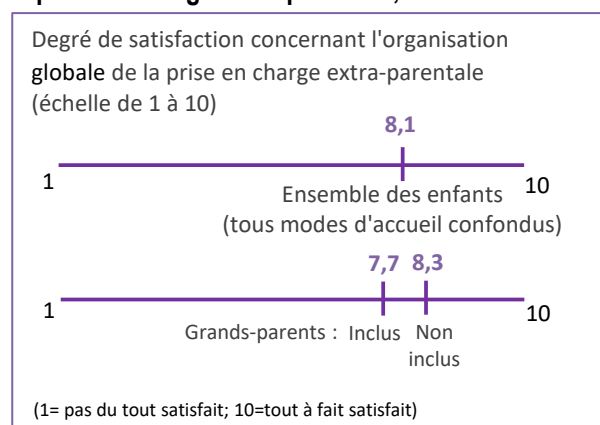 Degré de satisfaction concernant l'organisation
globale de la prise en charge extra-parentale
(échelle de 1 à 10)
8,1
1
10
Ensemble des enfants
(tous modes d'accueil confondus)
7,7 8,3
1
10
Grands-parents : Inclus Non
inclus
(1= pas du tout satisfait; 10=tout à fait satisfait)